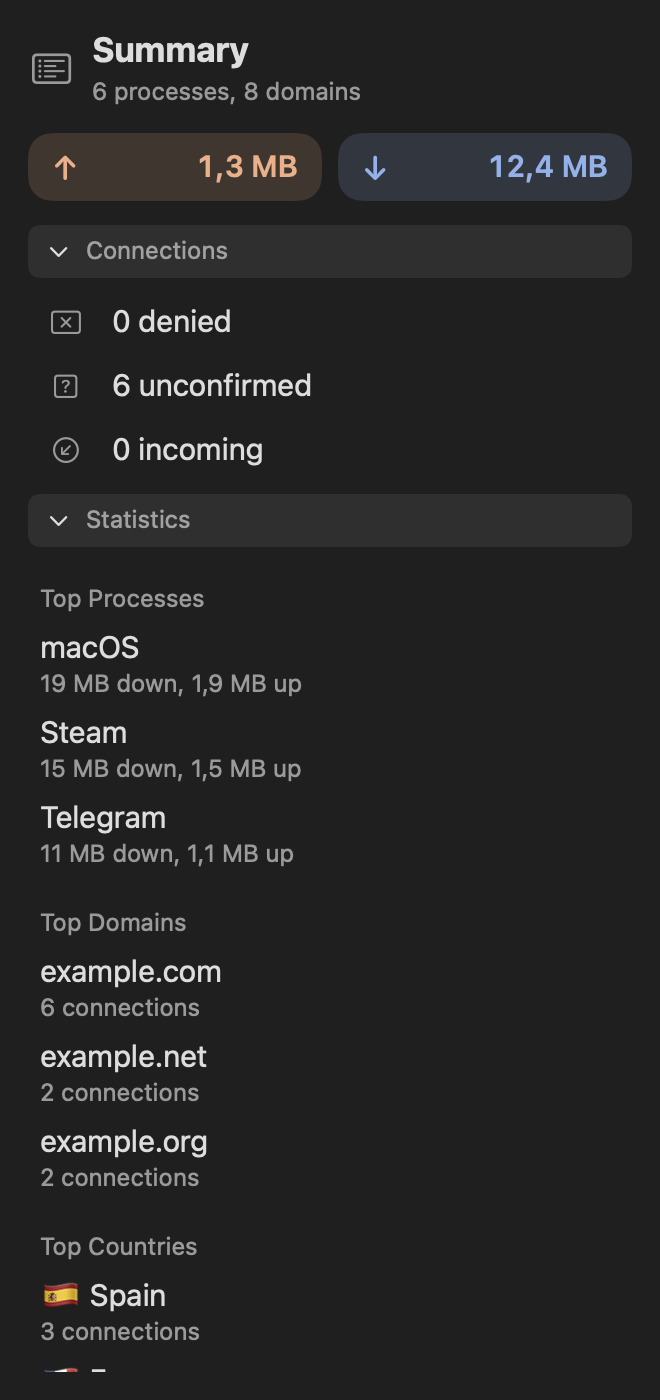 Summary
6 processes, 8 domains
1,3 MB
12,4 MB
Connections
0 denied
6 unconfirmed
0 incoming
Statistics
Top Processes
macOS
19 MB down, 1,9 MB up
Steam
15 MB down, 1,5 MB up
Telegram
11 MB down, 1,1 MB up
Top Domains
example.com
6 connections
example.net
2 connections
example.org
2 connections
Top Countries
Spain
3 connections